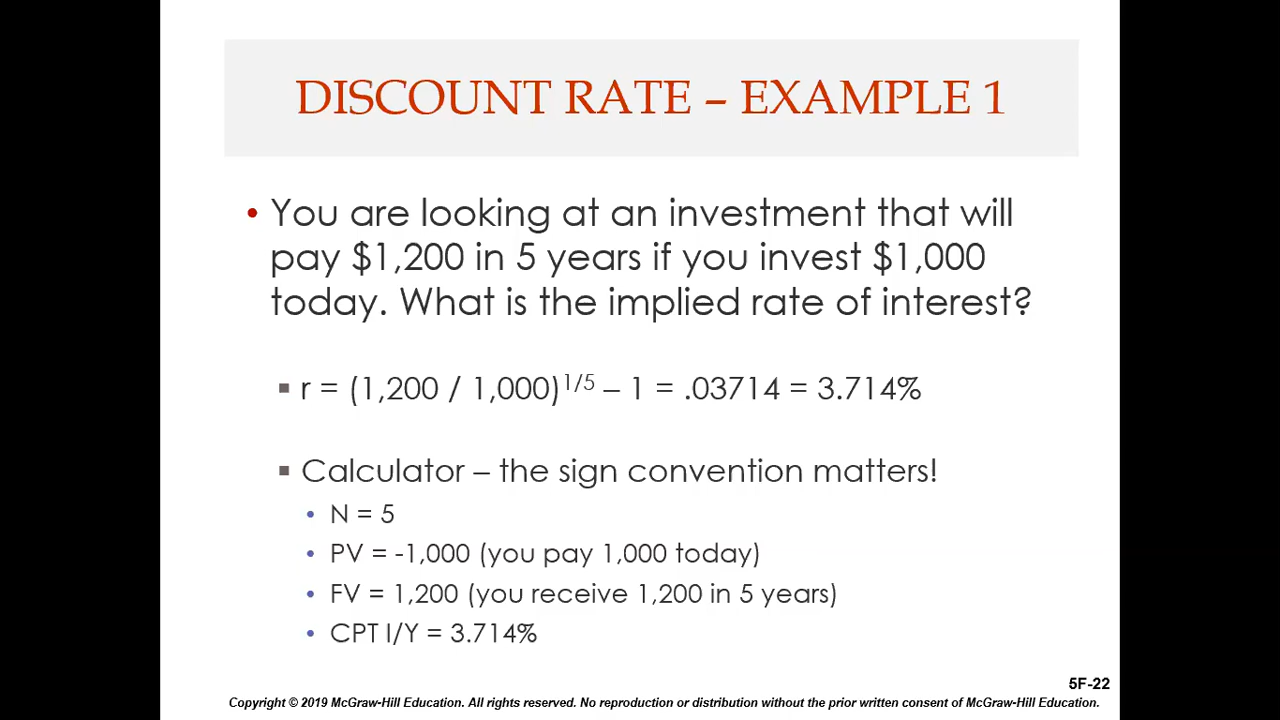 DISCOUNT RATE – EXAMPLE 1
• You are looking at an investment that will
pay $1,200 in 5 years if you invest $1,000
today. What is the implied rate of interest?
▪ r = (1,200 / 1,000)^1/5 – 1 = .03714 = 3.714%
▪ Calculator – the sign convention matters!
• N = 5
• PV = -1,000 (you pay 1,000 today)
• FV = 1,200 (you receive 1,200 in 5 years)
• CPT I/Y = 3.714%
5F-22
Copyright © 2019 McGraw-Hill Education. All rights reserved. No reproduction or distribution without the prior written consent of McGraw-Hill Education.